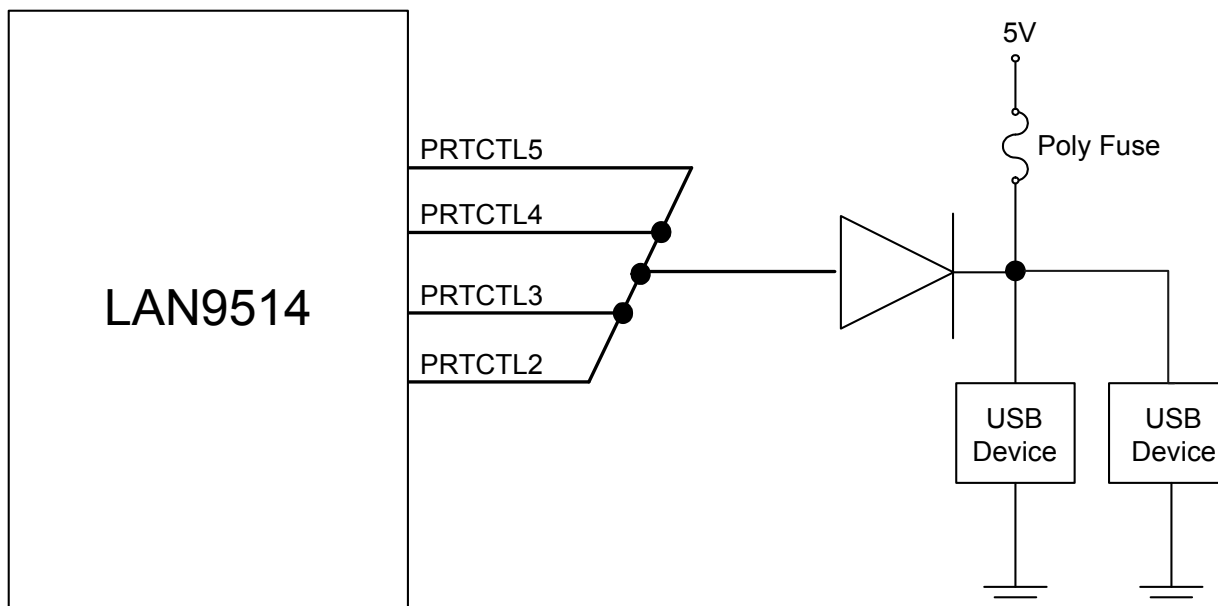 5V
Poly Fuse
PRTCTL5
PRTCTL4
PRTCTL3
PRTCTL2
LAN9514
USB
Device
USB
Device